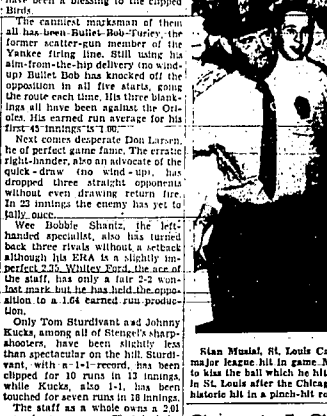 have been a blessing to the clipped
Birds.
The canniest marksman of them
all has been Bullet Bob Turley, the
former scatter-gun member of the
Yankee firing line. Still using his
aim-from-the-hip delivery (no wind-
up) Bullet Bob has knocked off the
opposition in all five starts, going
the route each time. His three blank-
ings all have been against the Ori-
oles. His earned run average for his
first 45 innings is 1.00.
Next comes desperate Don Larsen,
he of perfect game fame. The erratic
right-hander, also an advocate of the
quick-draw (no wind-up), has
dropped three straight opponents
without even drawing return fire.
In 23 innings the enemy has yet to
tally once.
Wee Bobbie Shantz, the left-
handed specialist, also has turned
back three rivals without a setback
although his ERA is a slightly im-
perfect 2.35. Whitey Ford, the ace of
the staff, has only a fair 2-2 won-
lost mark but he has held the oppo-
sition to a 1.64 earned run produc-
tion.
Only Tom Sturdivant and Johnny
Kucks, among all of Stengel's sharp-
shooters, have been slightly less
than spectacular on the hill. Sturdi-
vant, with a 1-1 record, has been
clipped for 10 runs in 13 innings,
while Kucks, also 1-1, has been
touched for seven runs in 18 innings.
The staff as a whole owns a 2.01
Stan Musial, St. Louis Ca
major league hit in game
to kiss the ball which he hit
in St. Louis after the Chicag
historic hit in a pinch-hit r